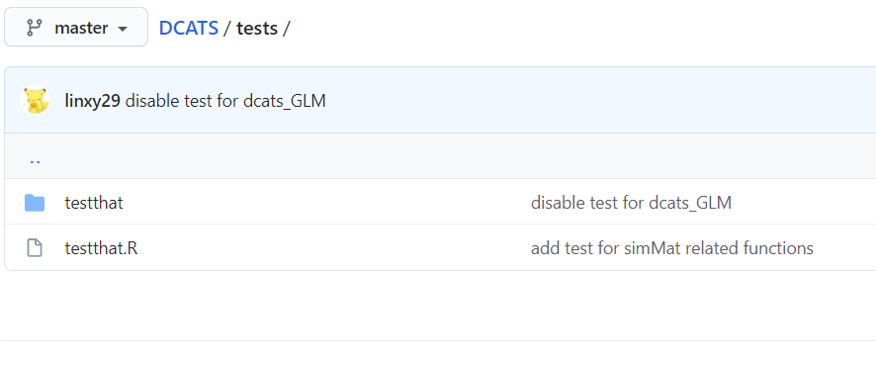 master DCATS / tests /
linxy29 disable test for dcats_GLM
..
testthat disable test for dcats_GLM
testthat.R add test for simMat related functions